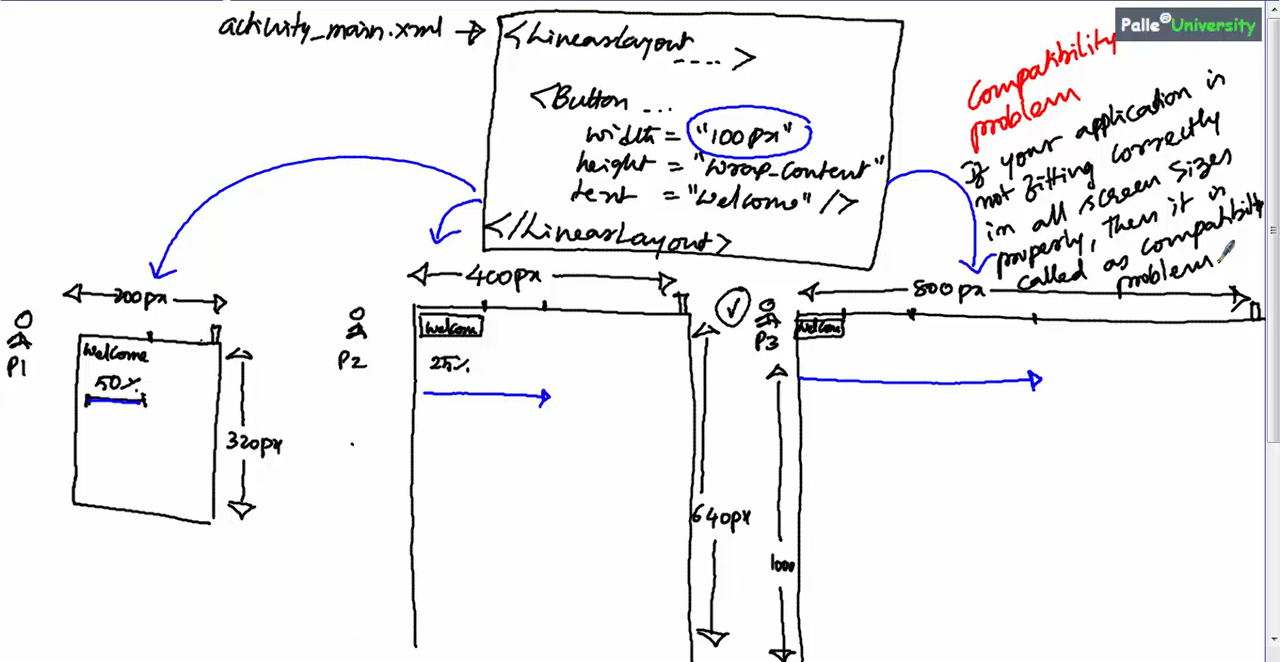 Palle®University
activity_main.xml
<LinearLayout
.... >
<Button ...
width = "100px"
height = "Wrap_Content"
text = "Welcome" />
</LinearLayout>
Compatibility
problem
If your application is
not fitting correctly
in all screen sizes
properly, then it is
called as compatibility
problem.
200px
P1
Welcome
50%
320px
400px
P2
Welcome
25%
640px
800px
P3
Welcome
1000